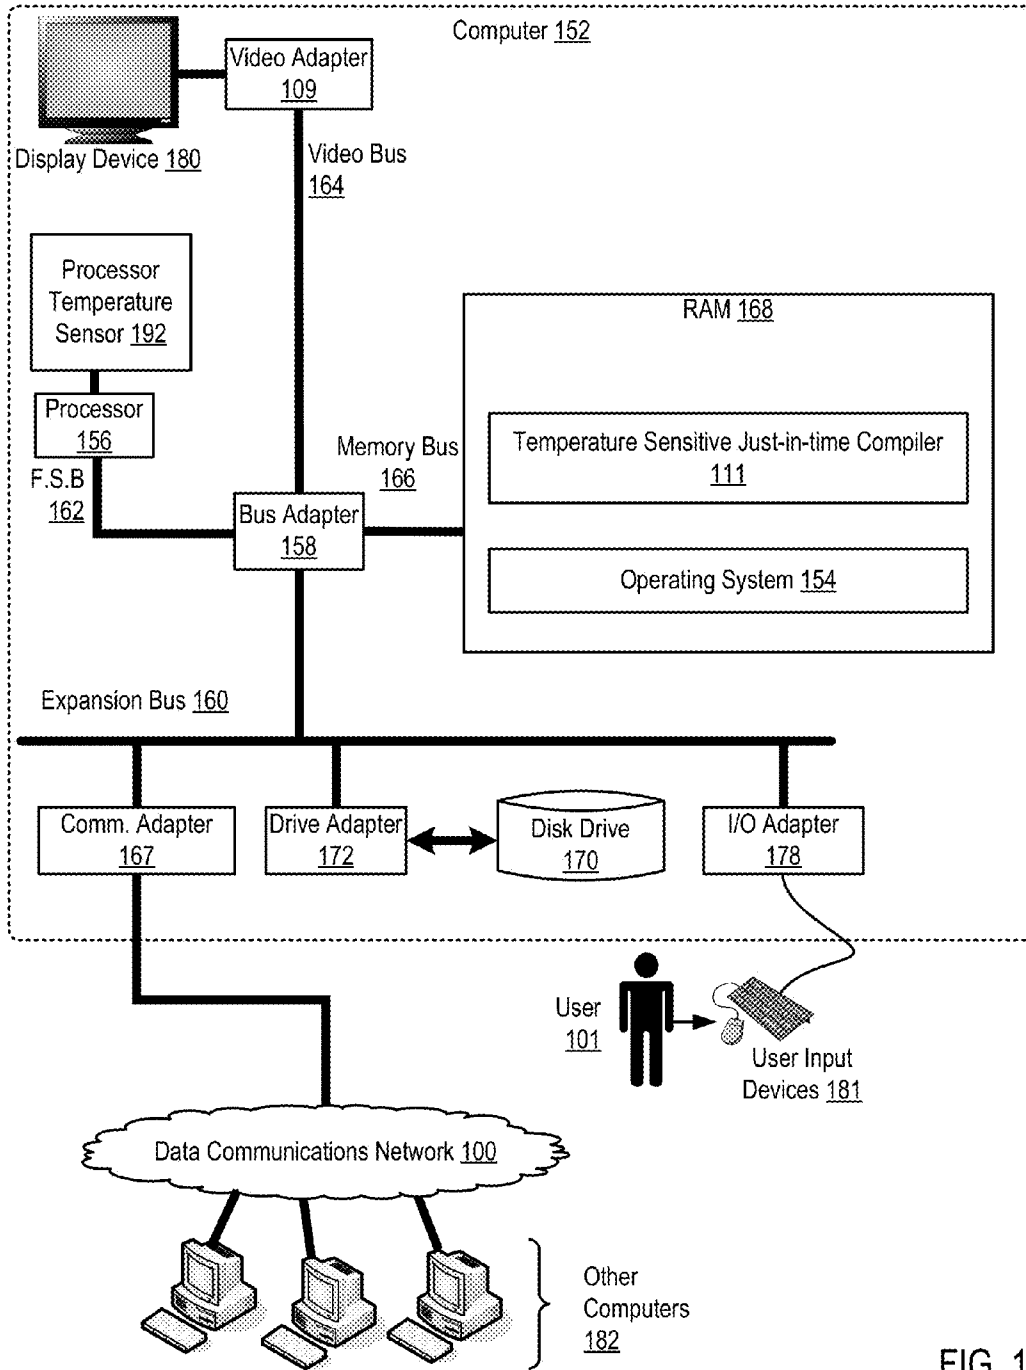 Computer 152
Video Adapter
109
Display Device 180
Video Bus
164
Processor
Temperature
Sensor 192
RAM 168
Processor
156
Memory Bus
166
Temperature Sensitive Just-in-time Compiler
111
F.S.B
162
Bus Adapter
158
Operating System 154
Expansion Bus 160
Comm. Adapter
167
Drive Adapter
172
Disk Drive
170
I/O Adapter
178
User
101
User Input
Devices 181
Data Communications Network 100
Other
Computers
182
FIG. 1